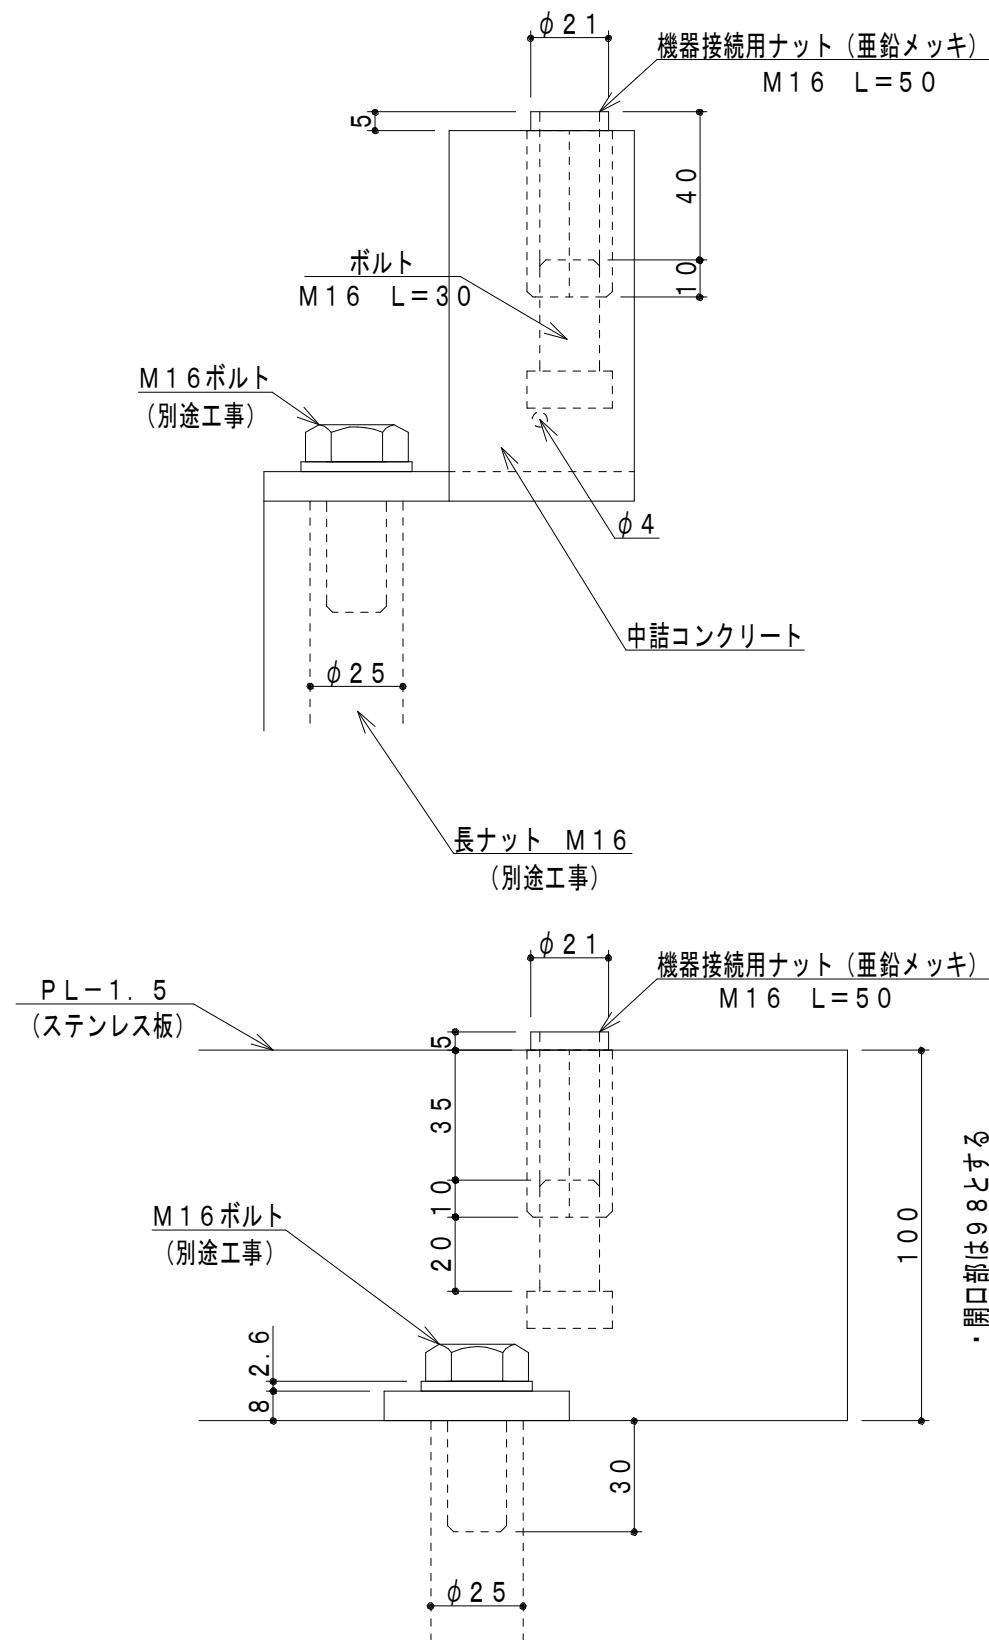 φ21
機器接続用ナット（亜鉛メッキ）
M16 L=50
5
40
10
ボルト
M16 L=30
M16ボルト
（別途工事）
φ4
中詰コンクリート
φ25
長ナット M16
（別途工事）
φ21
機器接続用ナット（亜鉛メッキ）
M16 L=50
PL-1.5
（ステンレス板）
5
35
10
20
M16ボルト
（別途工事）
2.6
8
100
・開口部は98とする
30
φ25